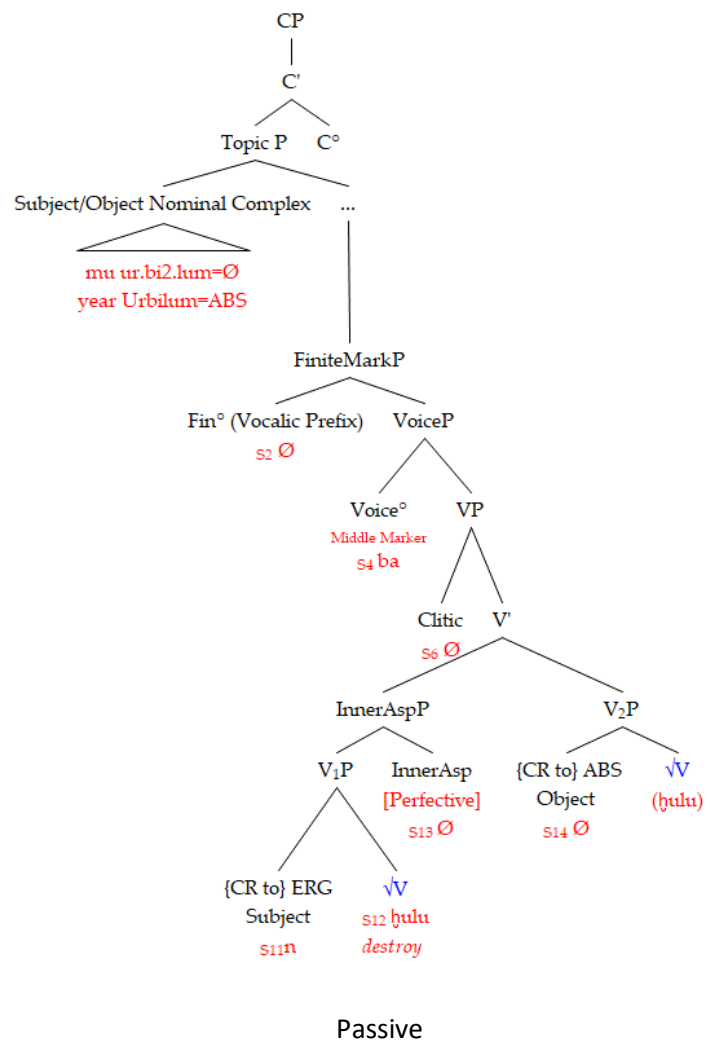 CP
C'
Topic P C°
Subject/Object Nominal Complex ...
mu ur.bi2.lum=Ø
year Urbilum=ABS
FiniteMarkP
Fin° (Vocalic Prefix) VoiceP
s2 Ø
Voice° VP
Middle Marker
s4 ba
Clitic V'
s6 Ø
InnerAspP V₂P
V₁P InnerAsp {CR to} ABS √V
[Perfective] Object (ḫulu)
s13 Ø s14 Ø
{CR to} ERG √V
Subject s12 ḫulu
s11n destroy
Passive